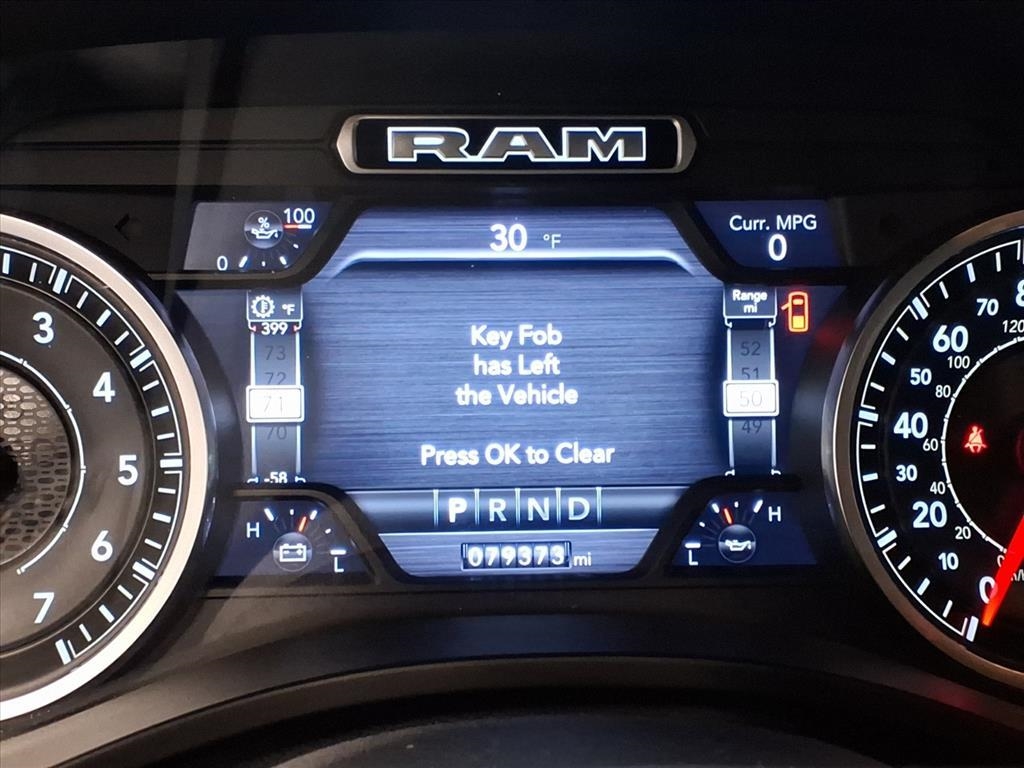 RAM
% 100
0
30 °F
Curr. MPG
0
°F
399
73
72
71
70
-58
Range
mi
52
51
50
49
Key Fob
has Left
the Vehicle
Press OK to Clear
P R N D
079373 mi
H
L
L
H
3
4
5
6
7
0
10
20
30
40
50
60
70
8
20
40
60
80
100
120